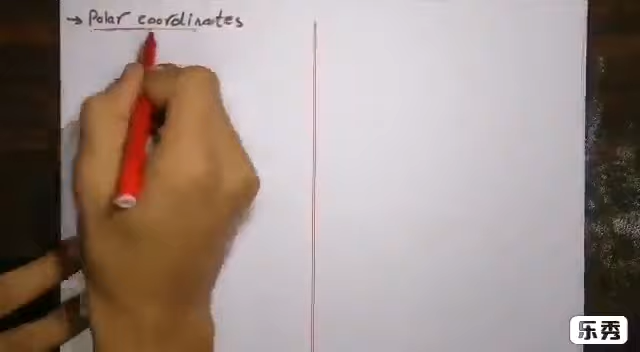 → Polar coordinates
乐秀